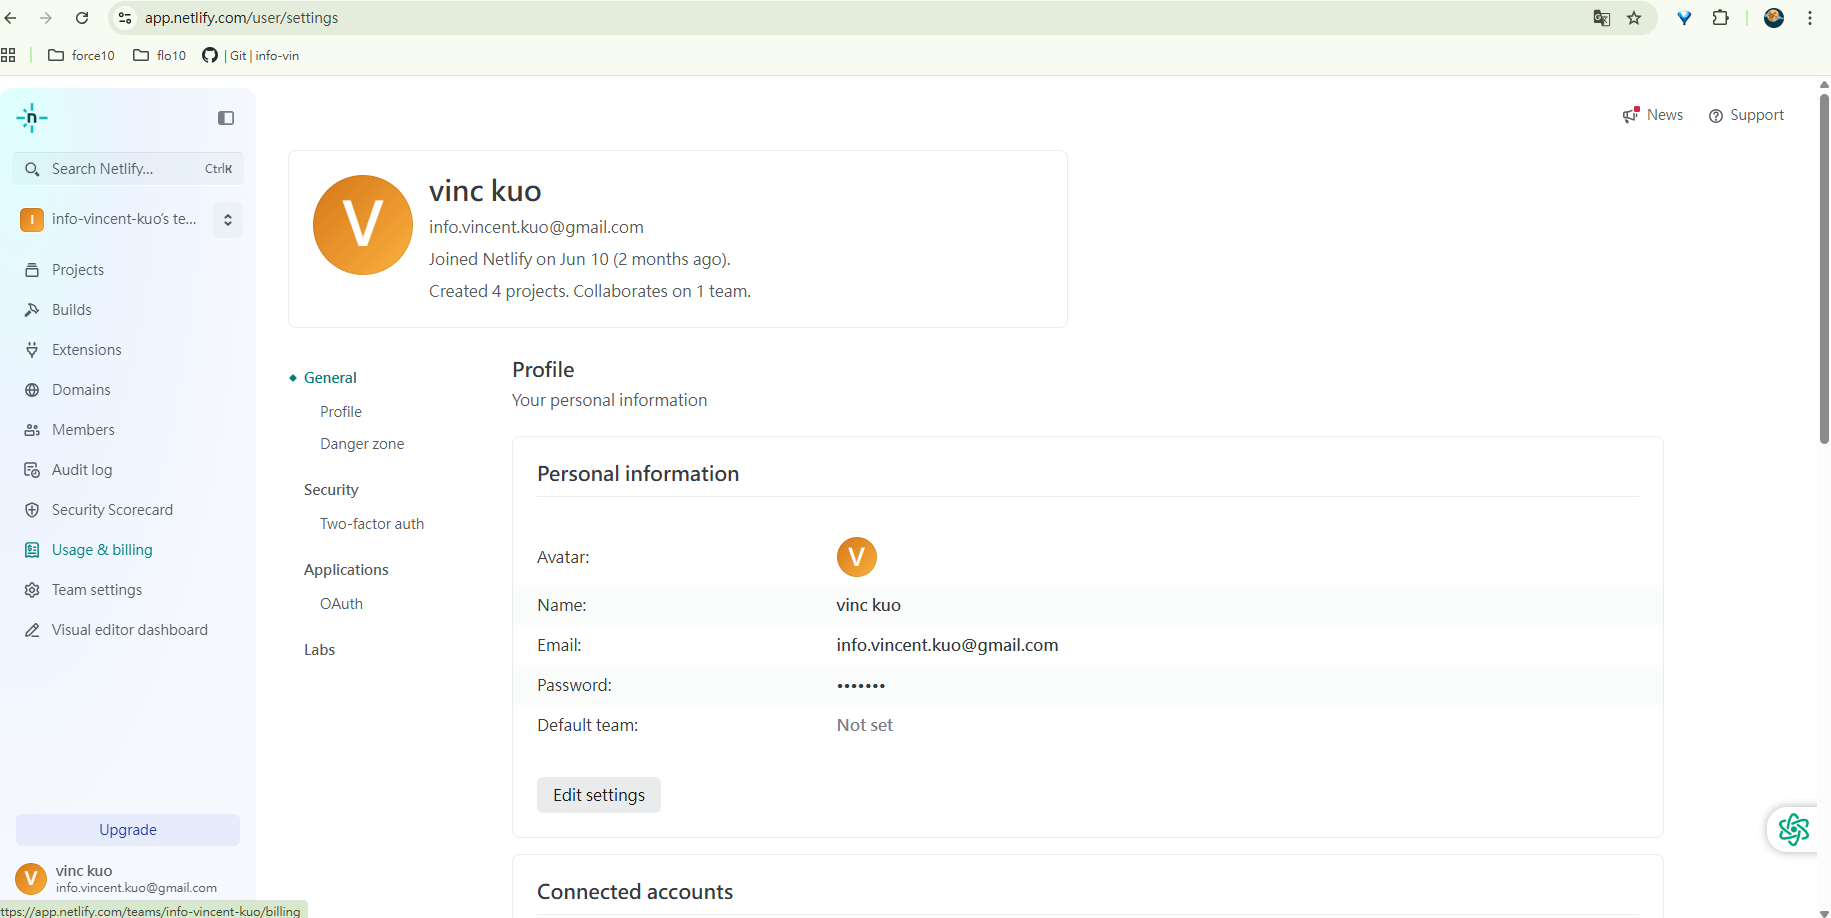 app.netlify.com/user/settings
force10
flo10
| Git | info-vin
n
News
Support
Search Netlify...
CtrlK
I
info-vincent-kuo's te...
Projects
Builds
Extensions
Domains
Members
Audit log
Security Scorecard
Usage & billing
Team settings
Visual editor dashboard
Upgrade
V
vinc kuo
info.vincent.kuo@gmail.com
ttps://app.netlify.com/teams/info-vincent-kuo/billing
V
vinc kuo
info.vincent.kuo@gmail.com
Joined Netlify on Jun 10 (2 months ago).
Created 4 projects. Collaborates on 1 team.
General
Profile
Danger zone
Security
Two-factor auth
Applications
OAuth
Labs
Profile
Your personal information
Personal information
Avatar:
V
Name:
vinc kuo
Email:
info.vincent.kuo@gmail.com
Password:
•••••••
Default team:
Not set
Edit settings
Connected accounts